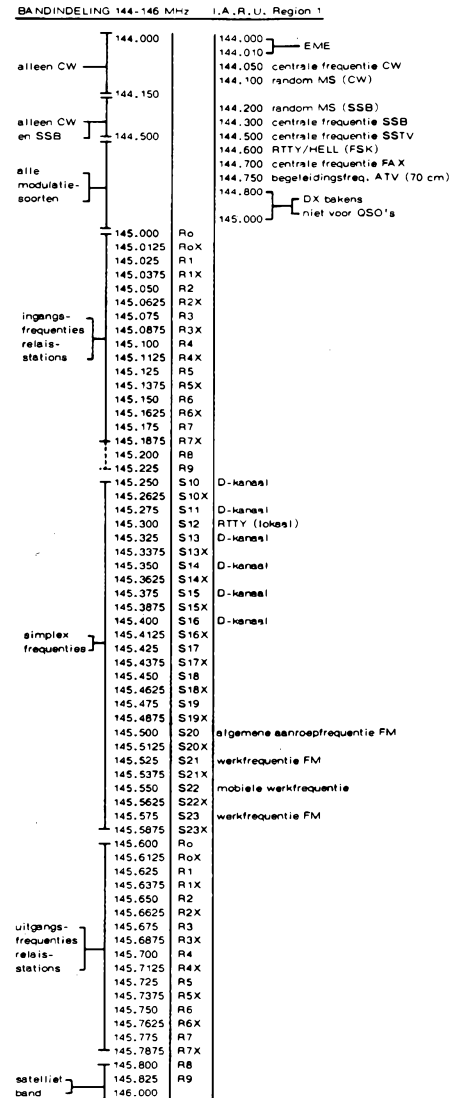 BANDINDELING 144-146 MHz I.A.R.U. Region 1
144.000 144.000
144.010 EME
alleen CW 144.050 centrale frequentie CW
144.100 random MS (CW)
144.150
144.200 random MS (SSB)
alleen CW 144.300 centrale frequentie SSB
en SSB 144.500 144.500 centrale frequentie SSTV
144.600 RTTY/HELL (FSK)
144.700 centrale frequentie FAX
alle 144.750 begeleidingsfreq. ATV (70 cm)
modulatie- 144.800 DX bakens
soorten 145.000 niet voor QSO's
145.000 Ro
145.0125 RoX
145.025 R1
145.0375 R1X
145.050 R2
145.0625 R2X
ingangs- 145.075 R3
frequenties 145.0875 R3X
relais- 145.100 R4
stations 145.1125 R4X
145.125 R5
145.1375 R5X
145.150 R6
145.1625 R6X
145.175 R7
145.1875 R7X
145.200 R8
145.225 R9
145.250 S10 D-kanaal
145.2625 S10X
145.275 S11 D-kanaal
145.300 S12 RTTY (lokaal)
145.325 S13 D-kanaal
145.3375 S13X
145.350 S14 D-kanaal
145.3625 S14X
145.375 S15 D-kanaal
145.3875 S15X
145.400 S16 D-kanaal
simplex 145.4125 S16X
frequenties 145.425 S17
145.4375 S17X
145.450 S18
145.4625 S18X
145.475 S19
145.4875 S19X
145.500 S20 algemene aanroepfrequentie FM
145.5125 S20X
145.525 S21 werkfrequentie FM
145.5375 S21X
145.550 S22 mobiele werkfrequentie
145.5625 S22X
145.575 S23 werkfrequentie FM
145.5875 S23X
145.600 Ro
145.6125 RoX
145.625 R1
145.6375 R1X
145.650 R2
145.6625 R2X
uitgangs- 145.675 R3
frequenties 145.6875 R3X
relais- 145.700 R4
stations 145.7125 R4X
145.725 R5
145.7375 R5X
145.750 R6
145.7625 R6X
145.775 R7
145.7875 R7X
145.800 R8
satelliet 145.825 R9
band 146.000